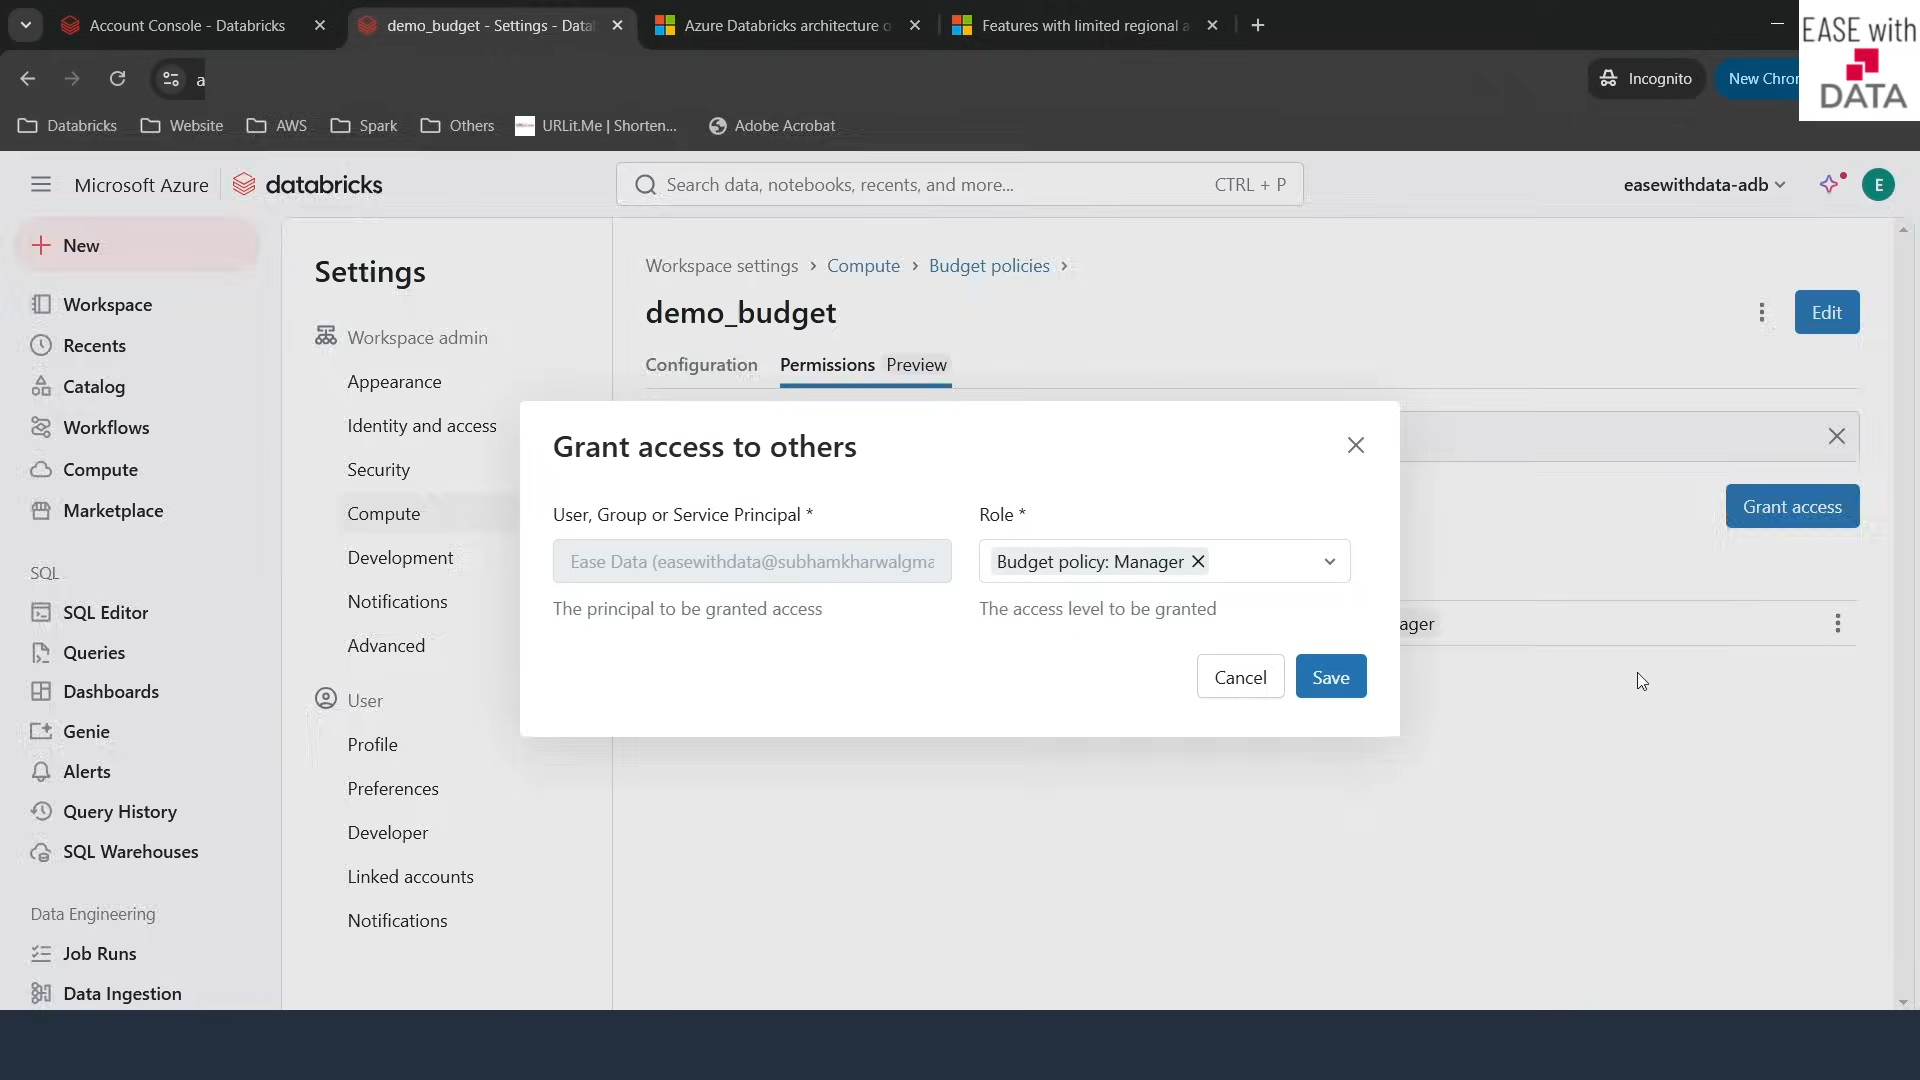 Account Console - Databricks
demo_budget - Settings - Data
Azure Databricks architecture o
Features with limited regional a
EASE with
DATA
a
Incognito
New Chro
Databricks
Website
AWS
Spark
Others
URLit.Me | Shorten...
Adobe Acrobat
Microsoft Azure
databricks
Search data, notebooks, recents, and more...
CTRL + P
easewithdata-adb
E
New
Workspace
Recents
Catalog
Workflows
Compute
Marketplace
SQL
SQL Editor
Queries
Dashboards
Genie
Alerts
Query History
SQL Warehouses
Data Engineering
Job Runs
Data Ingestion
Settings
Workspace admin
Appearance
Identity and access
Security
Compute
Development
Notifications
Advanced
User
Profile
Preferences
Developer
Linked accounts
Notifications
Workspace settings > Compute > Budget policies >
demo_budget
Edit
Configuration
Permissions Preview
Grant access
ager
Grant access to others
User, Group or Service Principal *
Role *
Ease Data (easewithdata@subhamkharwalgma
Budget policy: Manager
The principal to be granted access
The access level to be granted
Cancel
Save